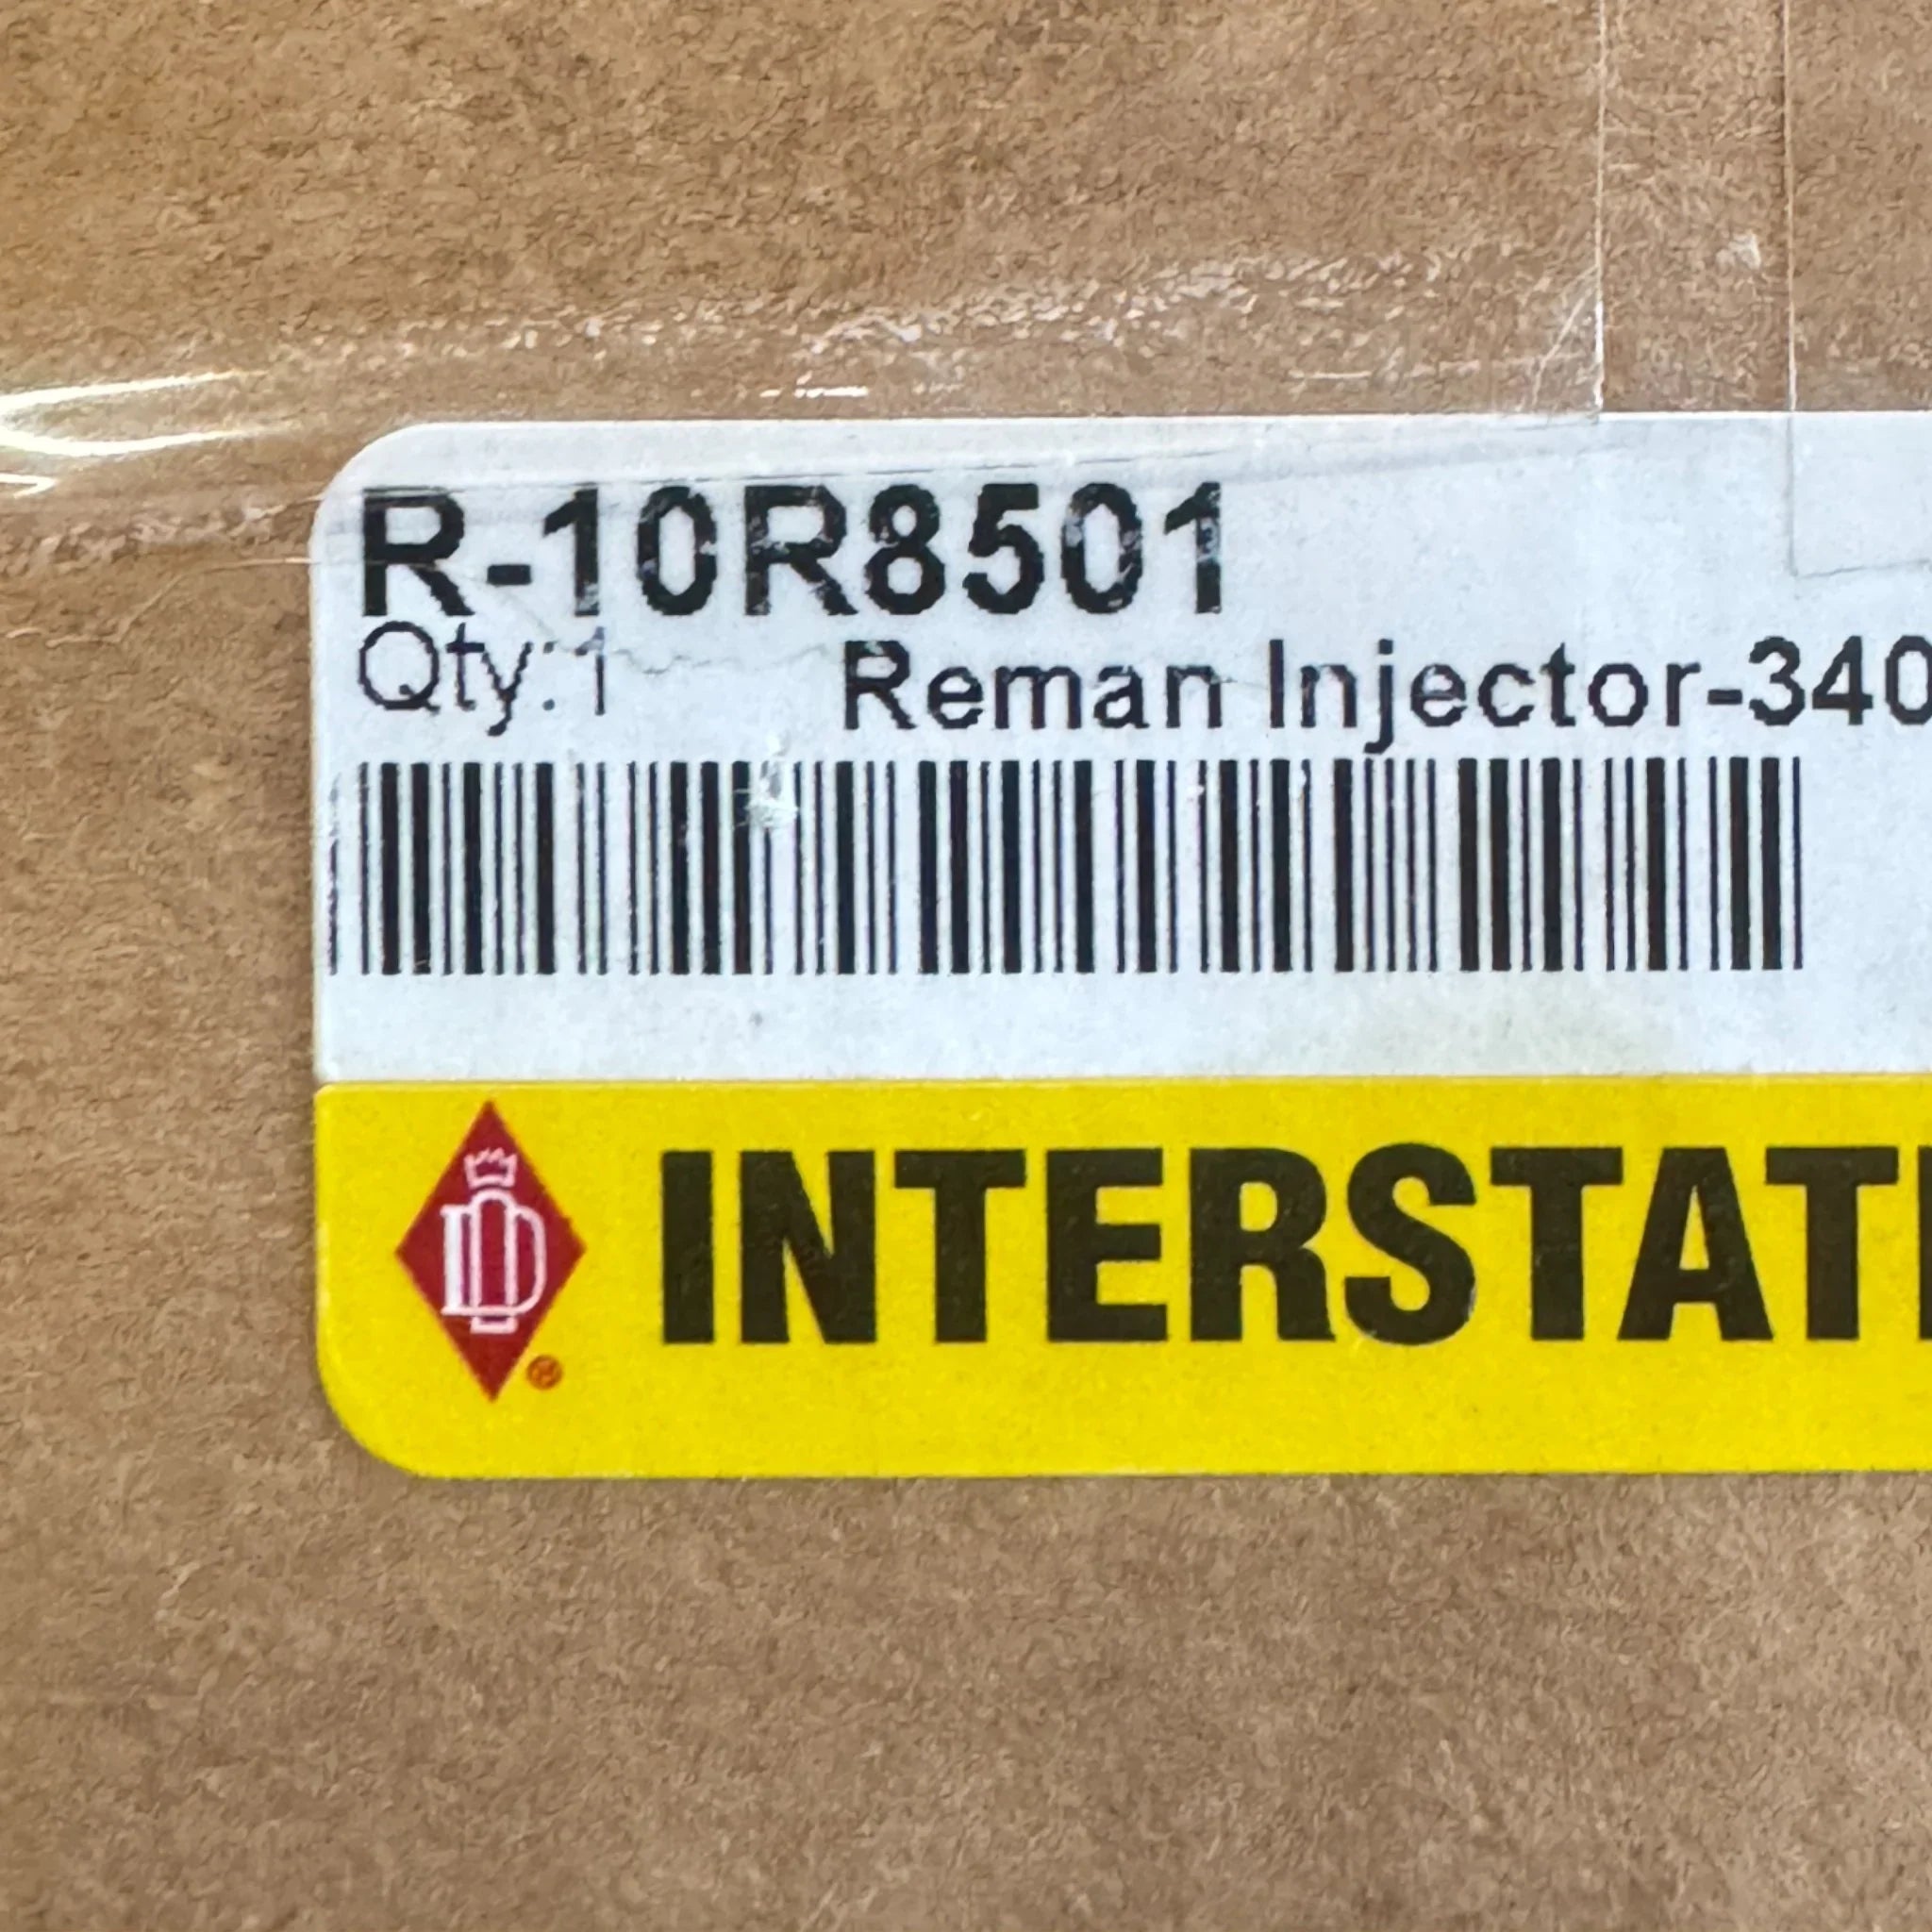 R-10R8501
Qty:1 Reman Injector-340
D
®
INTERSTAT